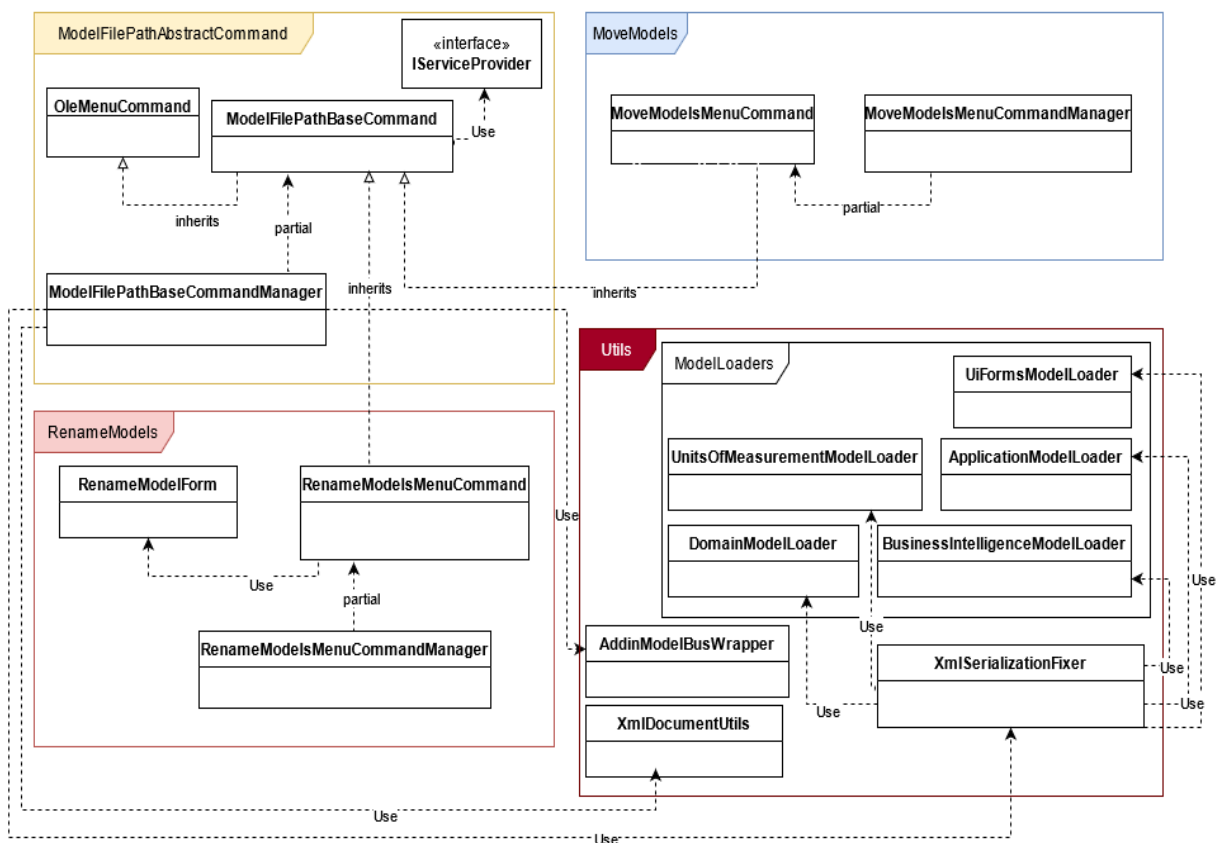 ModelFilePathAbstractCommand
«interface»
IServiceProvider
OleMenuCommand
ModelFilePathBaseCommand
Use
inherits
partial
ModelFilePathBaseCommandManager
inherits
MoveModels
MoveModelsMenuCommand
MoveModelsMenuCommandManager
partial
inherits
RenameModels
RenameModelForm
RenameModelsMenuCommand
Use
partial
RenameModelsMenuCommandManager
Use
Utils
ModelLoaders
UiFormsModelLoader
UnitsOfMeasurementModelLoader
ApplicationModelLoader
DomainModelLoader
BusinessIntelligenceModelLoader
Use
Use
AddinModelBusWrapper
XmlSerializationFixer
Use
Use
Use
XmlDocumentUtils
Use
Use